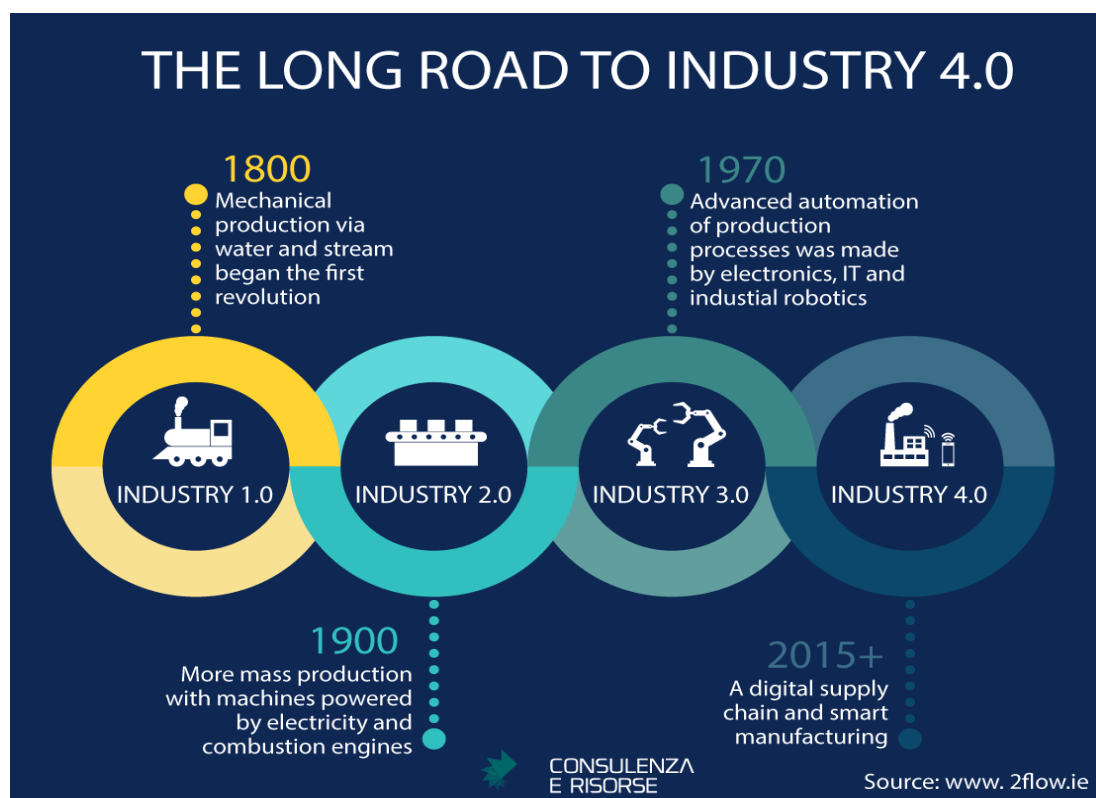 THE LONG ROAD TO INDUSTRY 4.0
1800
Mechanical
production via
water and stream
began the first
revolution
1970
Advanced automation
of production
processes was made
by electronics, IT and
industial robotics
INDUSTRY 1.0
INDUSTRY 2.0
INDUSTRY 3.0
INDUSTRY 4.0
1900
More mass production
with machines powered
by electricity and
combustion engines
2015+
A digital supply
chain and smart
manufacturing
CONSULENZA
E RISORSE
Source: www. 2flow.ie